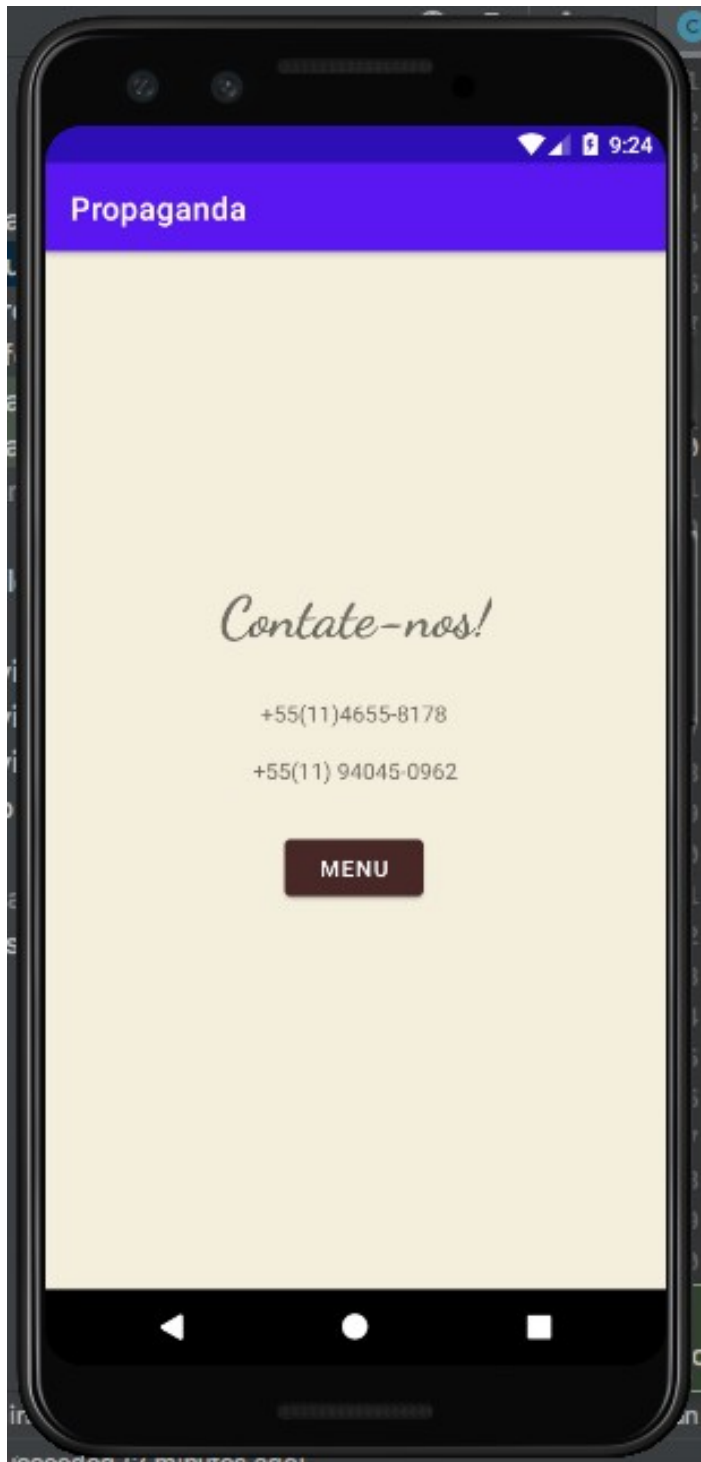 9:24
Propaganda
Contate-nos!
+55(11)4655-8178
+55(11) 94045-0962
MENU